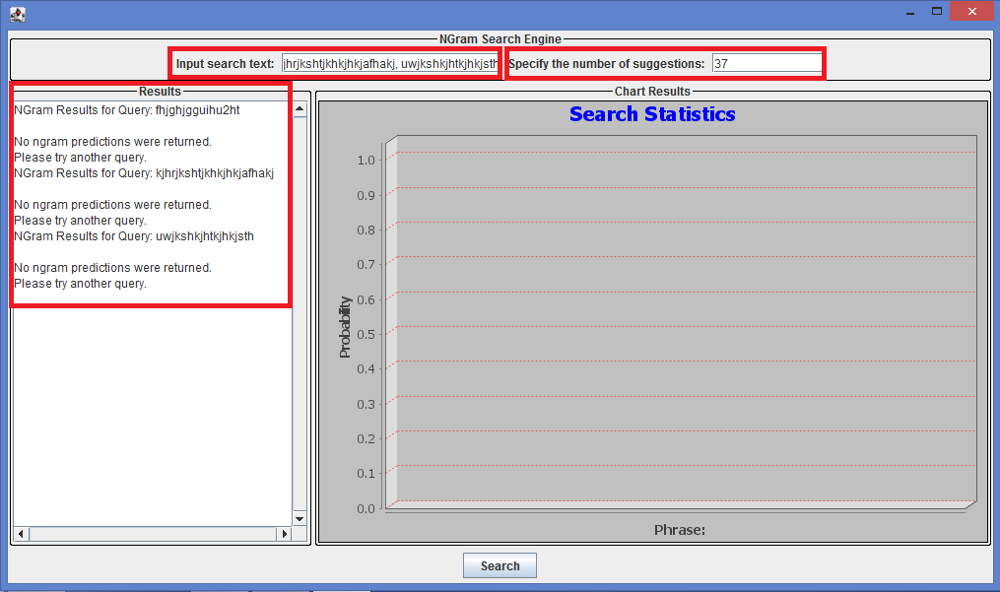 NGram Search Engine
Input search text: jhrjkshtjkhkjhkjafhakj, uwjkshkjhtkjhkjsth Specify the number of suggestions: 37
Results
NGram Results for Query: fhjghjgguihu2ht
No ngram predictions were returned.
Please try another query.
NGram Results for Query: kjhrjkshtjkhkjhkjafhakj
No ngram predictions were returned.
Please try another query.
NGram Results for Query: uwjkshkjhtkjhkjsth
No ngram predictions were returned.
Please try another query.
Chart Results
Search Statistics
1.0
0.9
0.8
0.7
0.6
0.5
0.4
0.3
0.2
0.1
0.0
Probability
Phrase:
Search